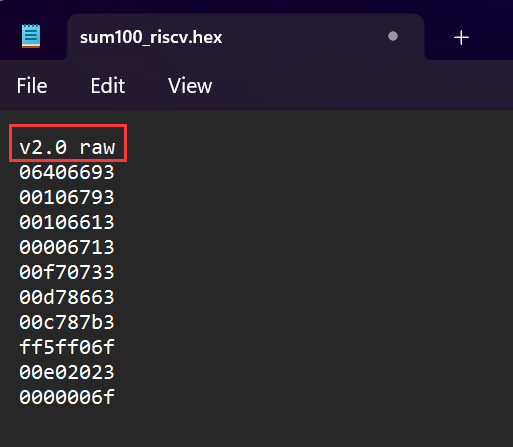 sum100_riscv.hex
File Edit View
v2.0 raw
06406693
00106793
00106613
00006713
00f70733
00d78663
00c787b3
ff5ff06f
00e02023
0000006f